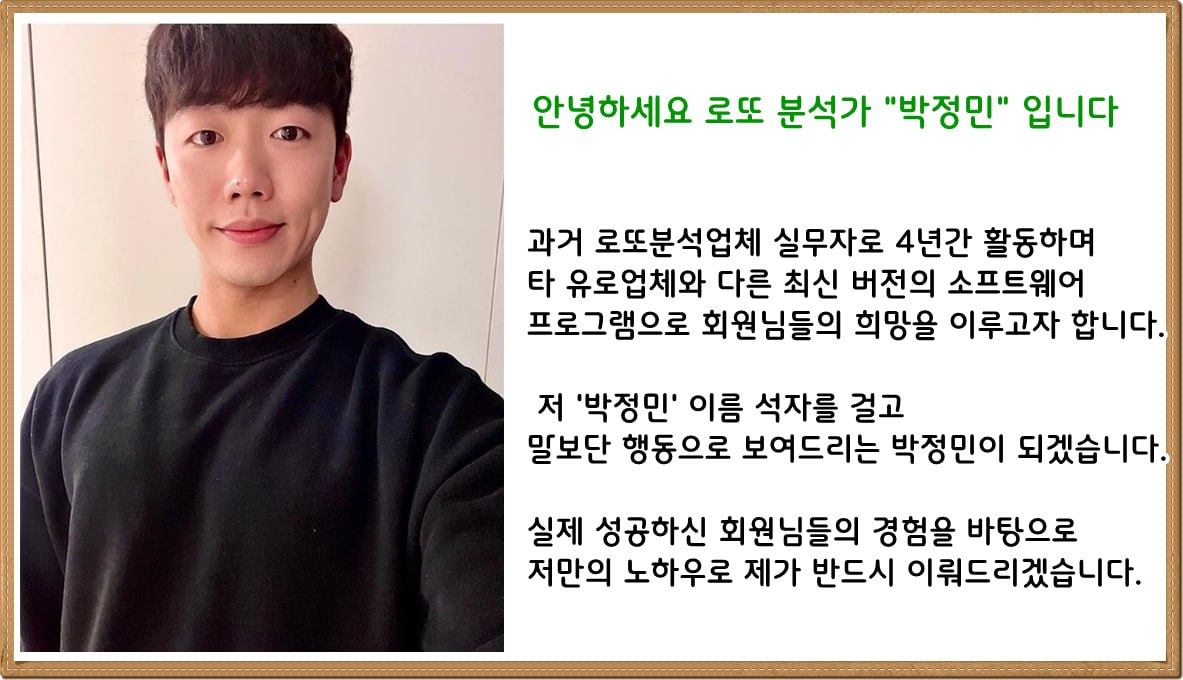 안녕하세요 로또 분석가 "박정민" 입니다
과거 로또분석업체 실무자로 4년간 활동하며
타 유로업체와 다른 최신 버전의 소프트웨어
프로그램으로 회원님들의 희망을 이루고자 합니다.
저 '박정민' 이름 석자를 걸고
말보단 행동으로 보여드리는 박정민이 되겠습니다.
실제 성공하신 회원님들의 경험을 바탕으로
저만의 노하우로 제가 반드시 이뤄드리겠습니다.